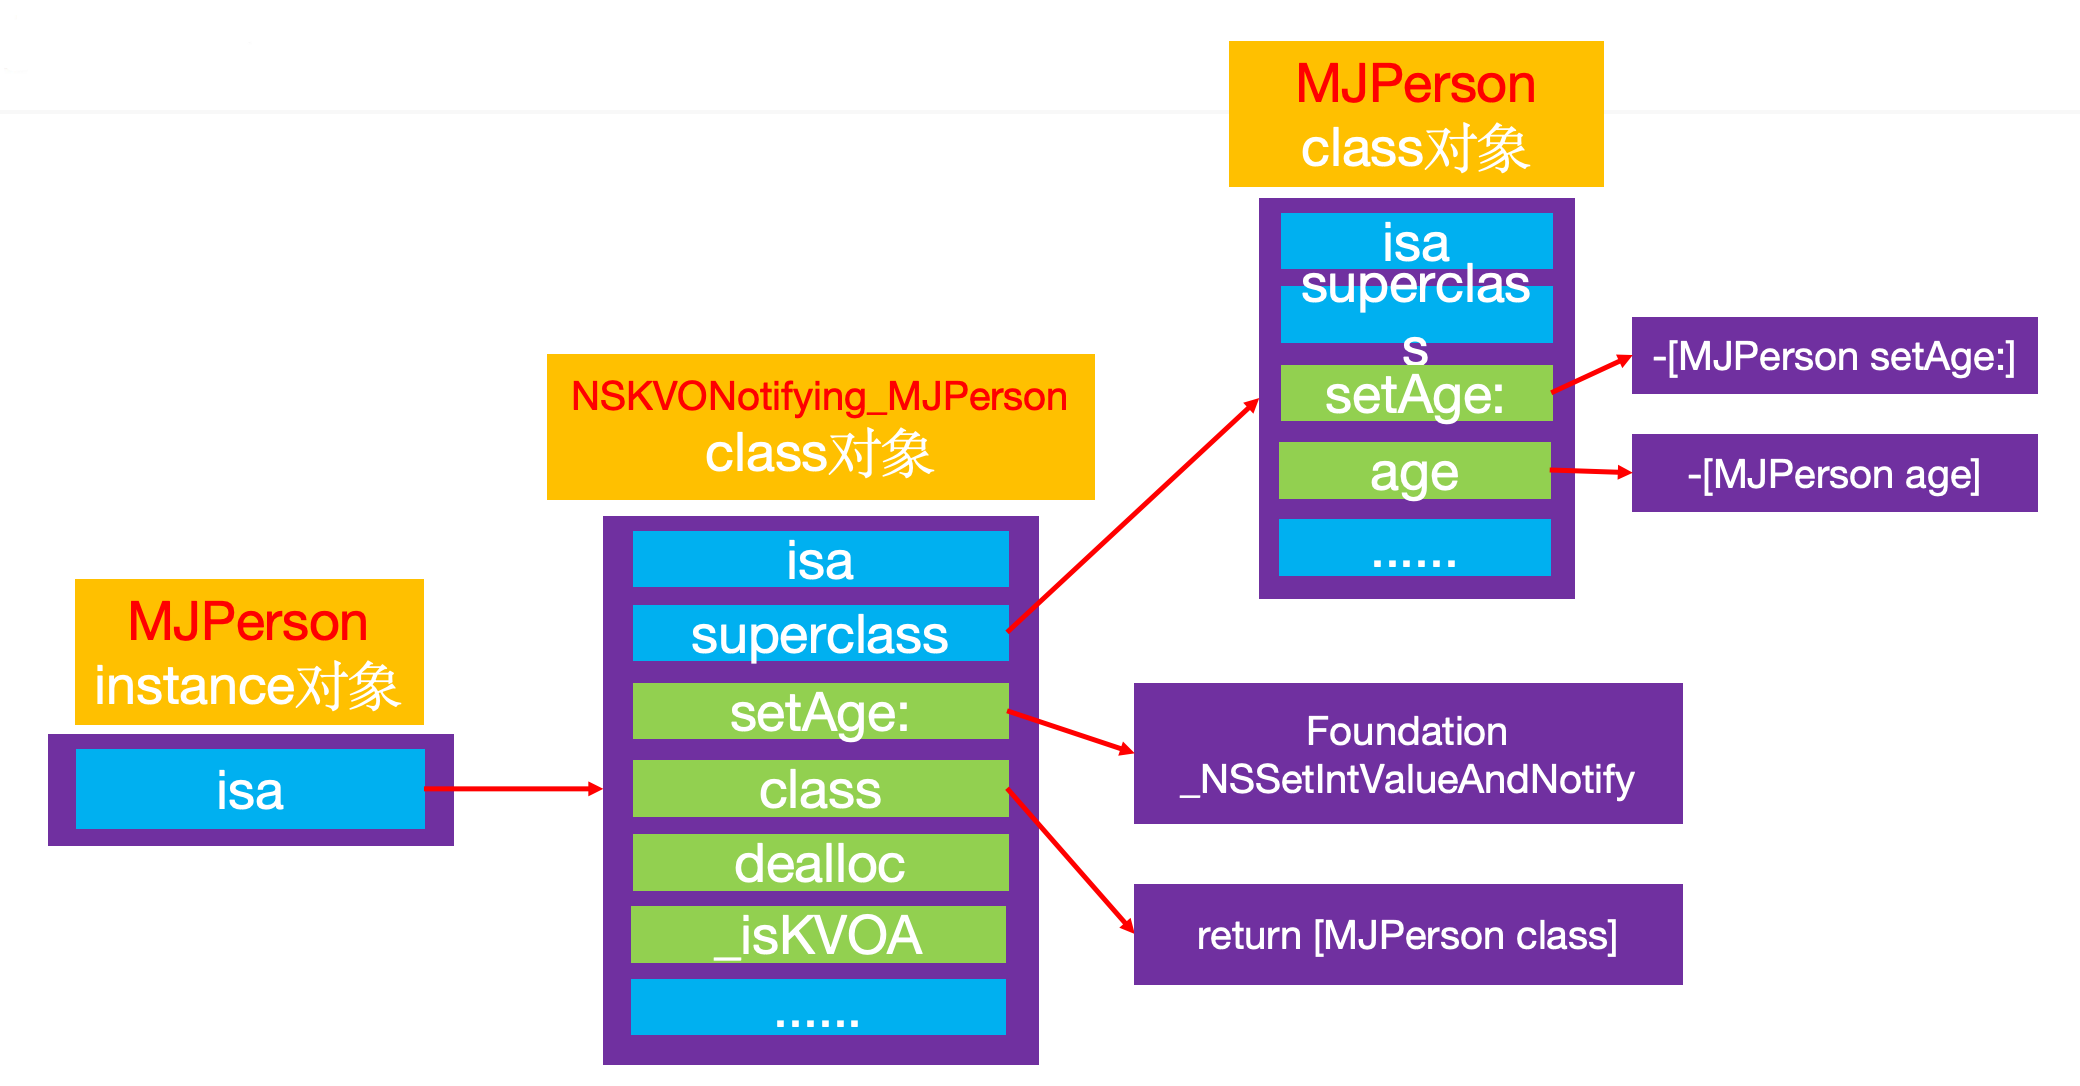 MJPerson
instance对象
isa
NSKVONotifying_MJPerson
class对象
isa
superclass
setAge:
class
dealloc
_isKVOA
......
MJPerson
class对象
isa
superclas
s
setAge:
age
......
-[MJPerson setAge:]
-[MJPerson age]
Foundation
_NSSetIntValueAndNotify
return [MJPerson class]